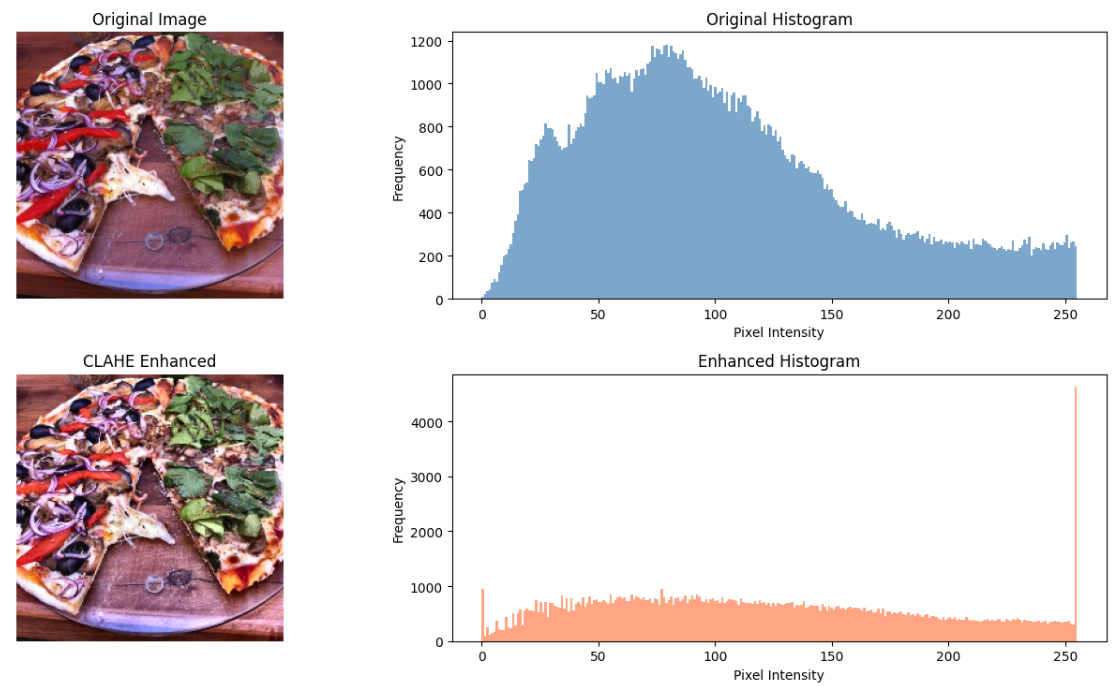 Original Image
Original Histogram
1200
1000
800
600
400
200
0
Frequency
0 50 100 150 200 250
Pixel Intensity
CLAHE Enhanced
Enhanced Histogram
4000
3000
2000
1000
0
Frequency
0 50 100 150 200 250
Pixel Intensity